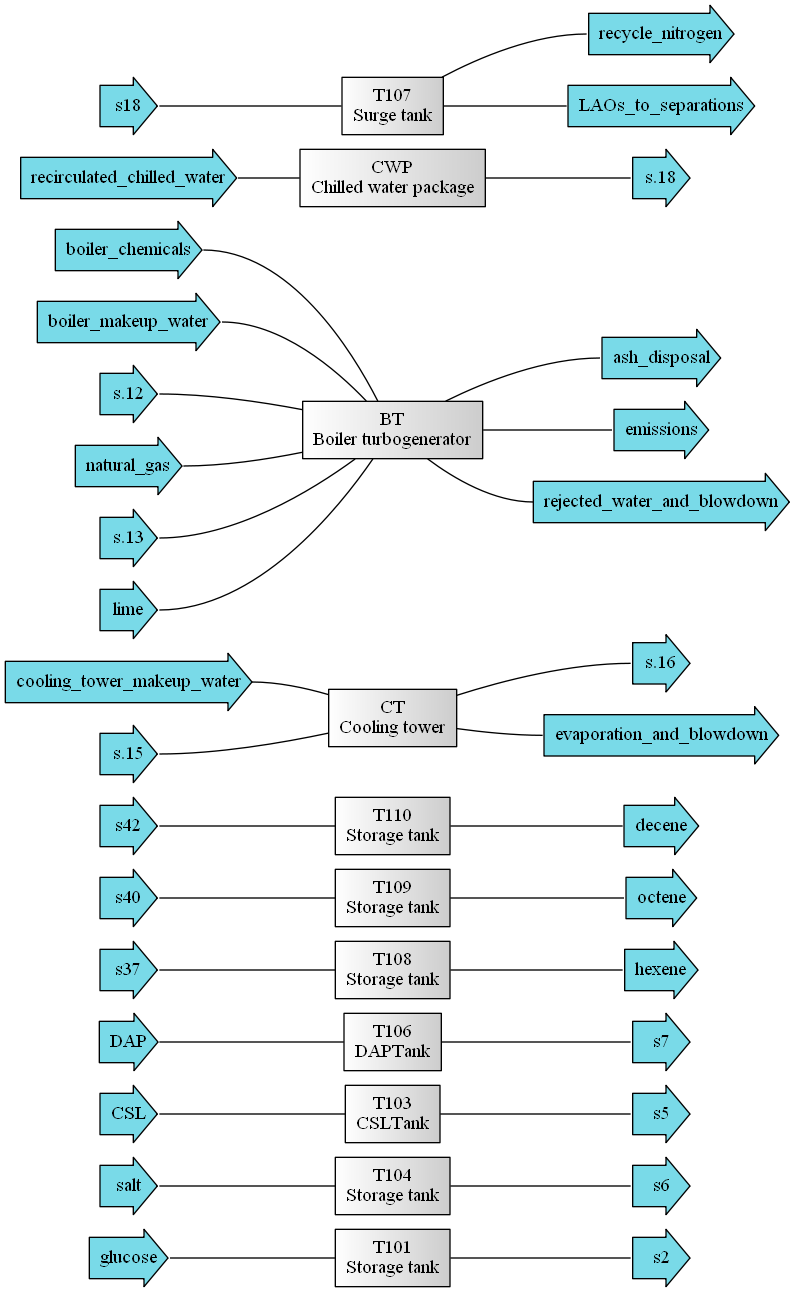 recycle_nitrogen
s18
T107
Surge tank
LAOs_to_separations
recirculated_chilled_water
CWP
Chilled water package
s.18
boiler_chemicals
boiler_makeup_water
ash_disposal
s.12
BT
Boiler turbogenerator
emissions
natural_gas
rejected_water_and_blowdown
s.13
lime
s.16
cooling_tower_makeup_water
CT
Cooling tower
evaporation_and_blowdown
s.15
s42
T110
Storage tank
decene
s40
T109
Storage tank
octene
s37
T108
Storage tank
hexene
DAP
T106
DAPTank
s7
CSL
T103
CSLTank
s5
salt
T104
Storage tank
s6
glucose
T101
Storage tank
s2